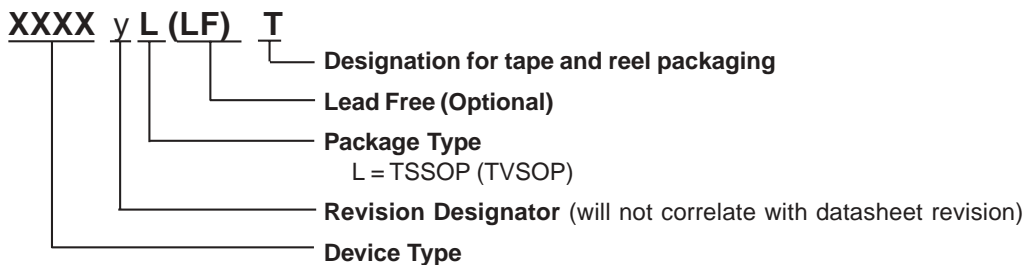 XXXX y L (LF) T
Designation for tape and reel packaging
Lead Free (Optional)
Package Type
L = TSSOP (TVSOP)
Revision Designator (will not correlate with datasheet revision)
Device Type